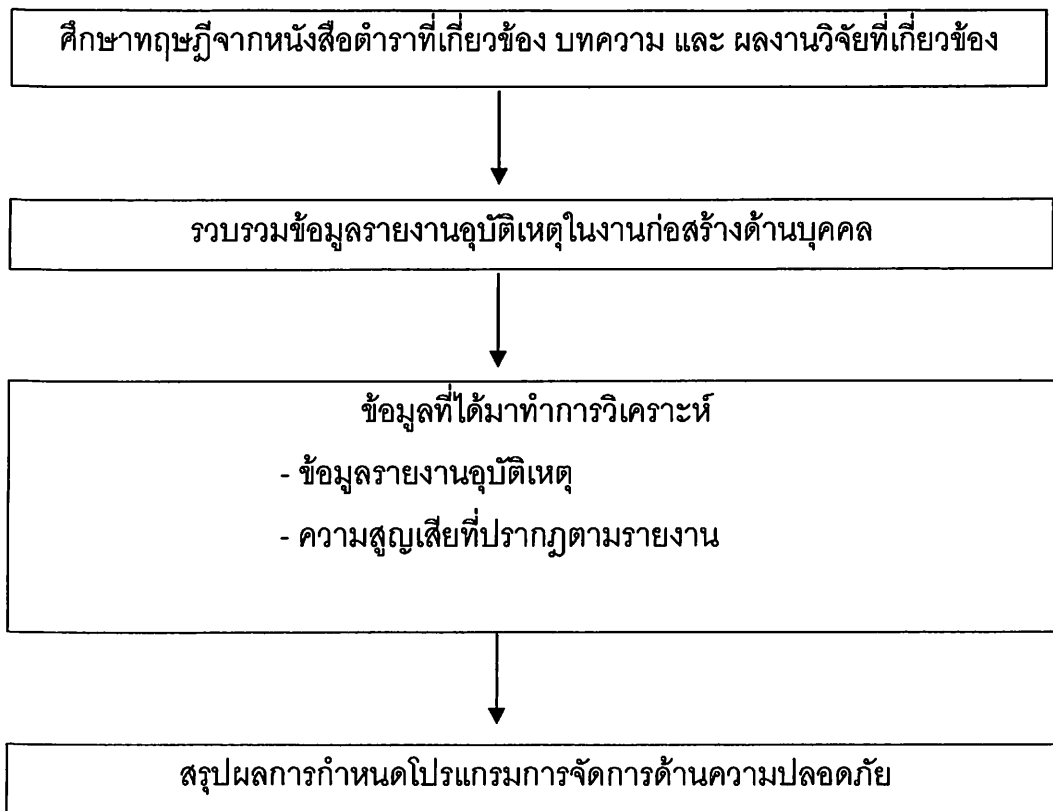 ศึกษาทฤษฎีจากหนังสือตำราที่เกี่ยวข้อง บทความ และ ผลงานวิจัยที่เกี่ยวข้อง
รวบรวมข้อมูลรายงานอุบัติเหตุในงานก่อสร้างด้านบุคคล
ข้อมูลที่ได้มาทำการวิเคราะห์
- ข้อมูลรายงานอุบัติเหตุ
- ความสูญเสียที่ปรากฎตามรายงาน
สรุปผลการกำหนดโปรแกรมการจัดการด้านความปลอดภัย